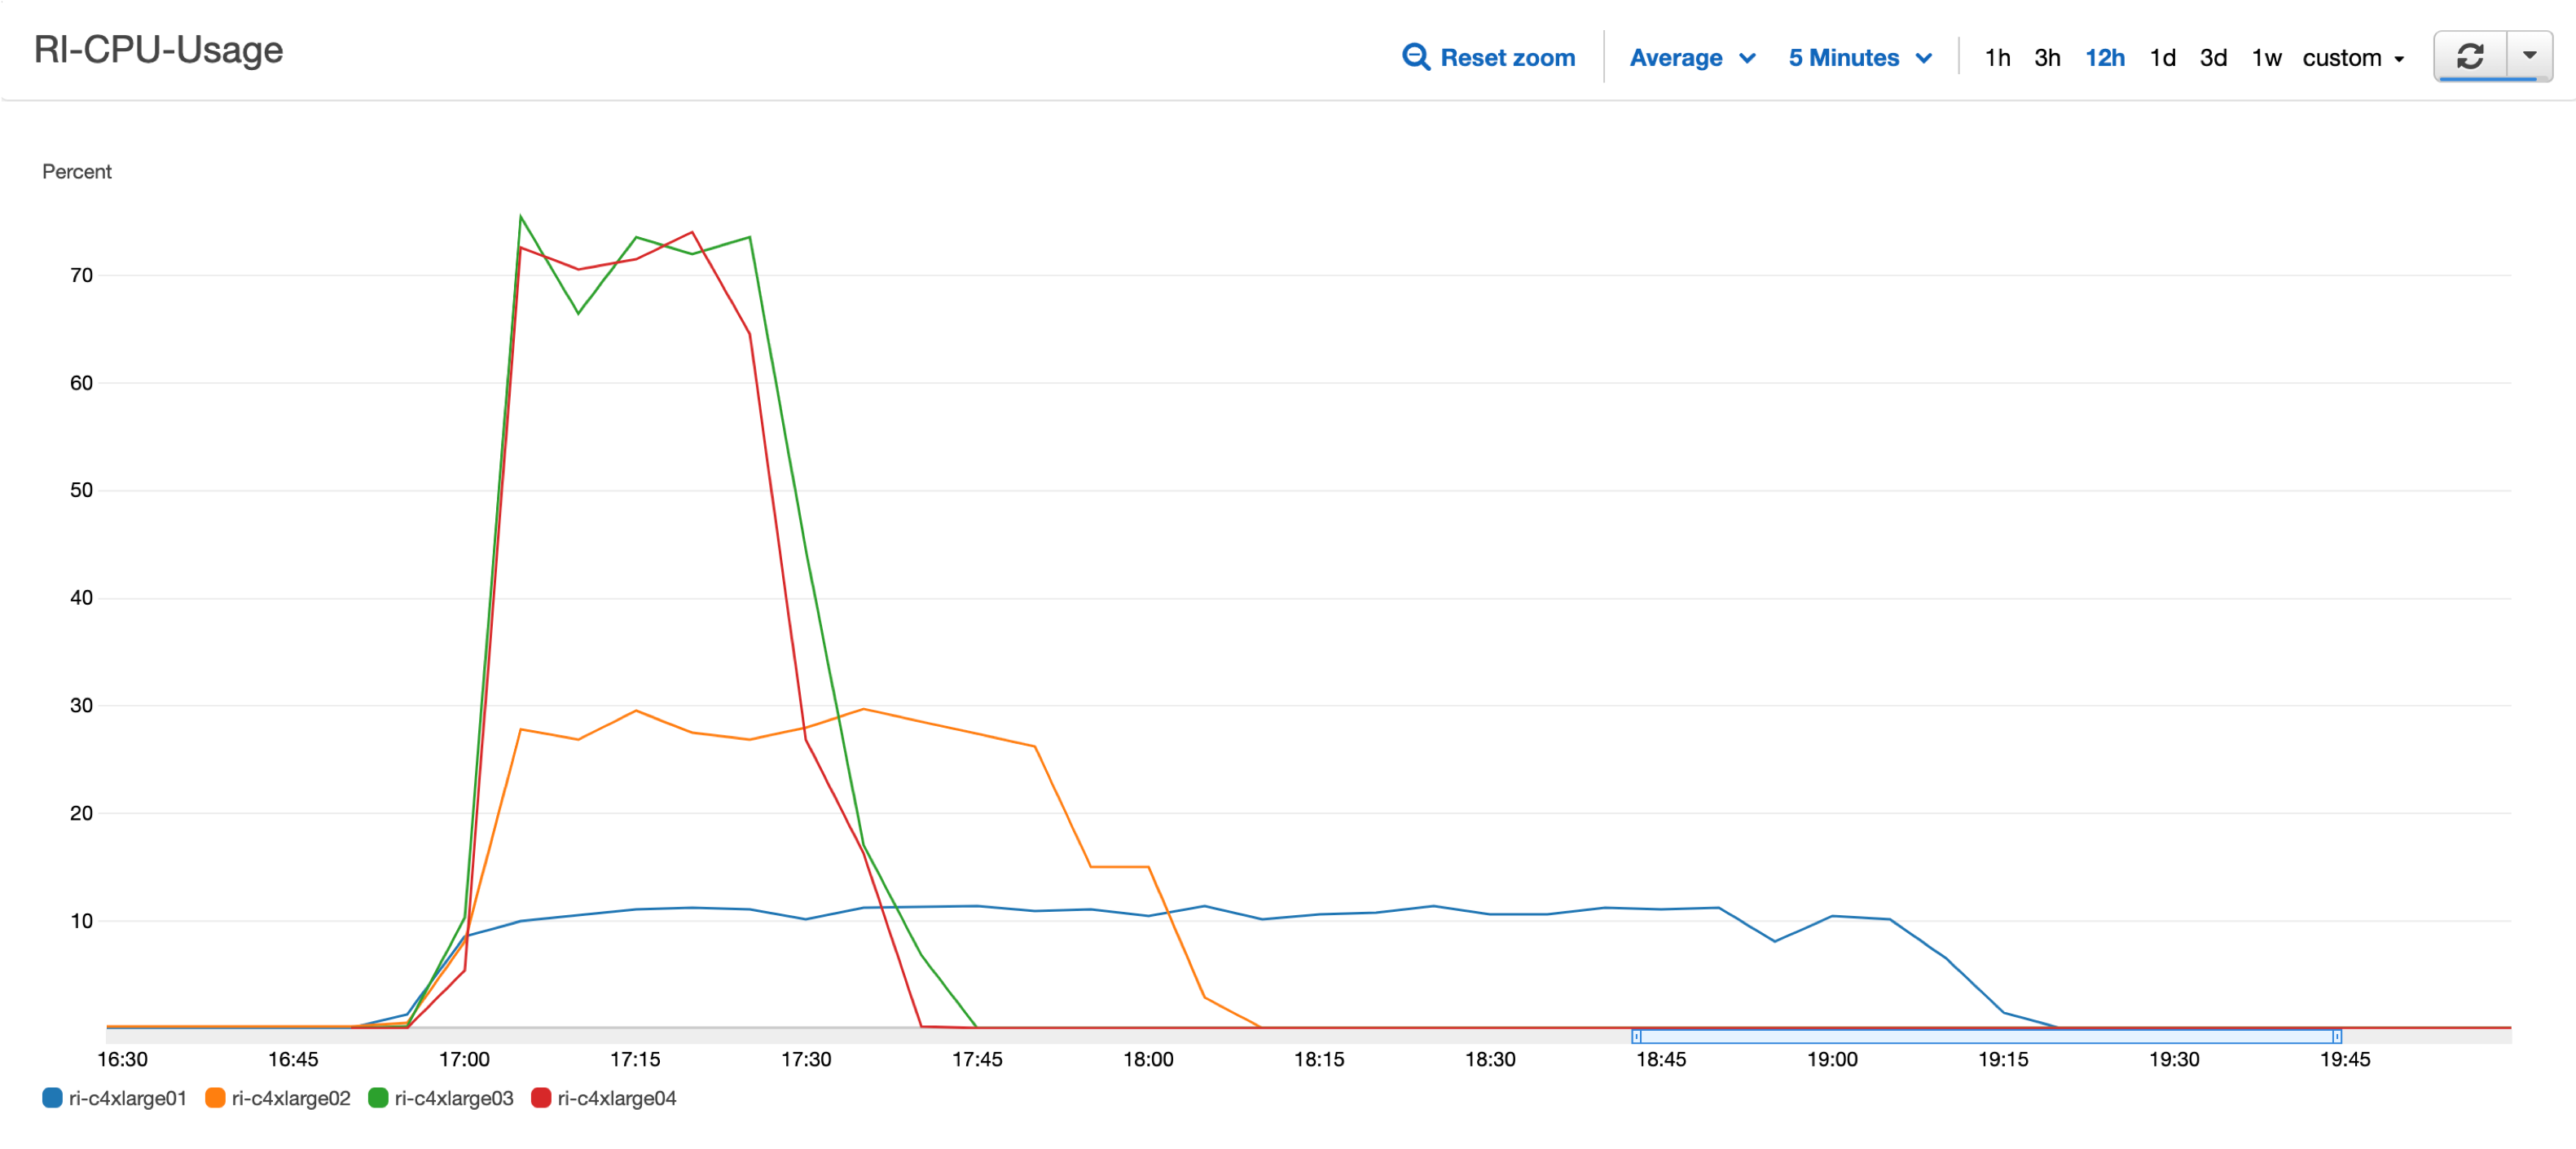 RI-CPU-Usage
Reset zoom Average 5 Minutes 1h 3h 12h 1d 3d 1w custom
Percent
70
60
50
40
30
20
10
16:30 16:45 17:00 17:15 17:30 17:45 18:00 18:15 18:30 18:45 19:00 19:15 19:30 19:45
ri-c4xlarge01 ri-c4xlarge02 ri-c4xlarge03 ri-c4xlarge04